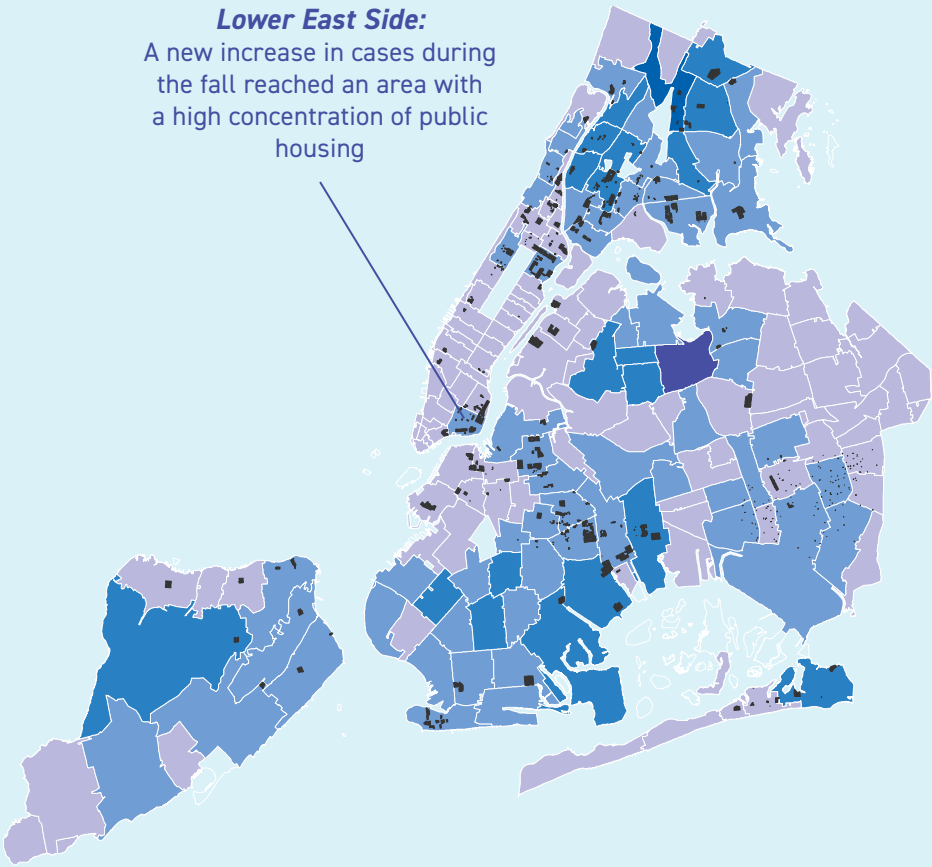 Lower East Side:
A new increase in cases during
the fall reached an area with
a high concentration of public
housing